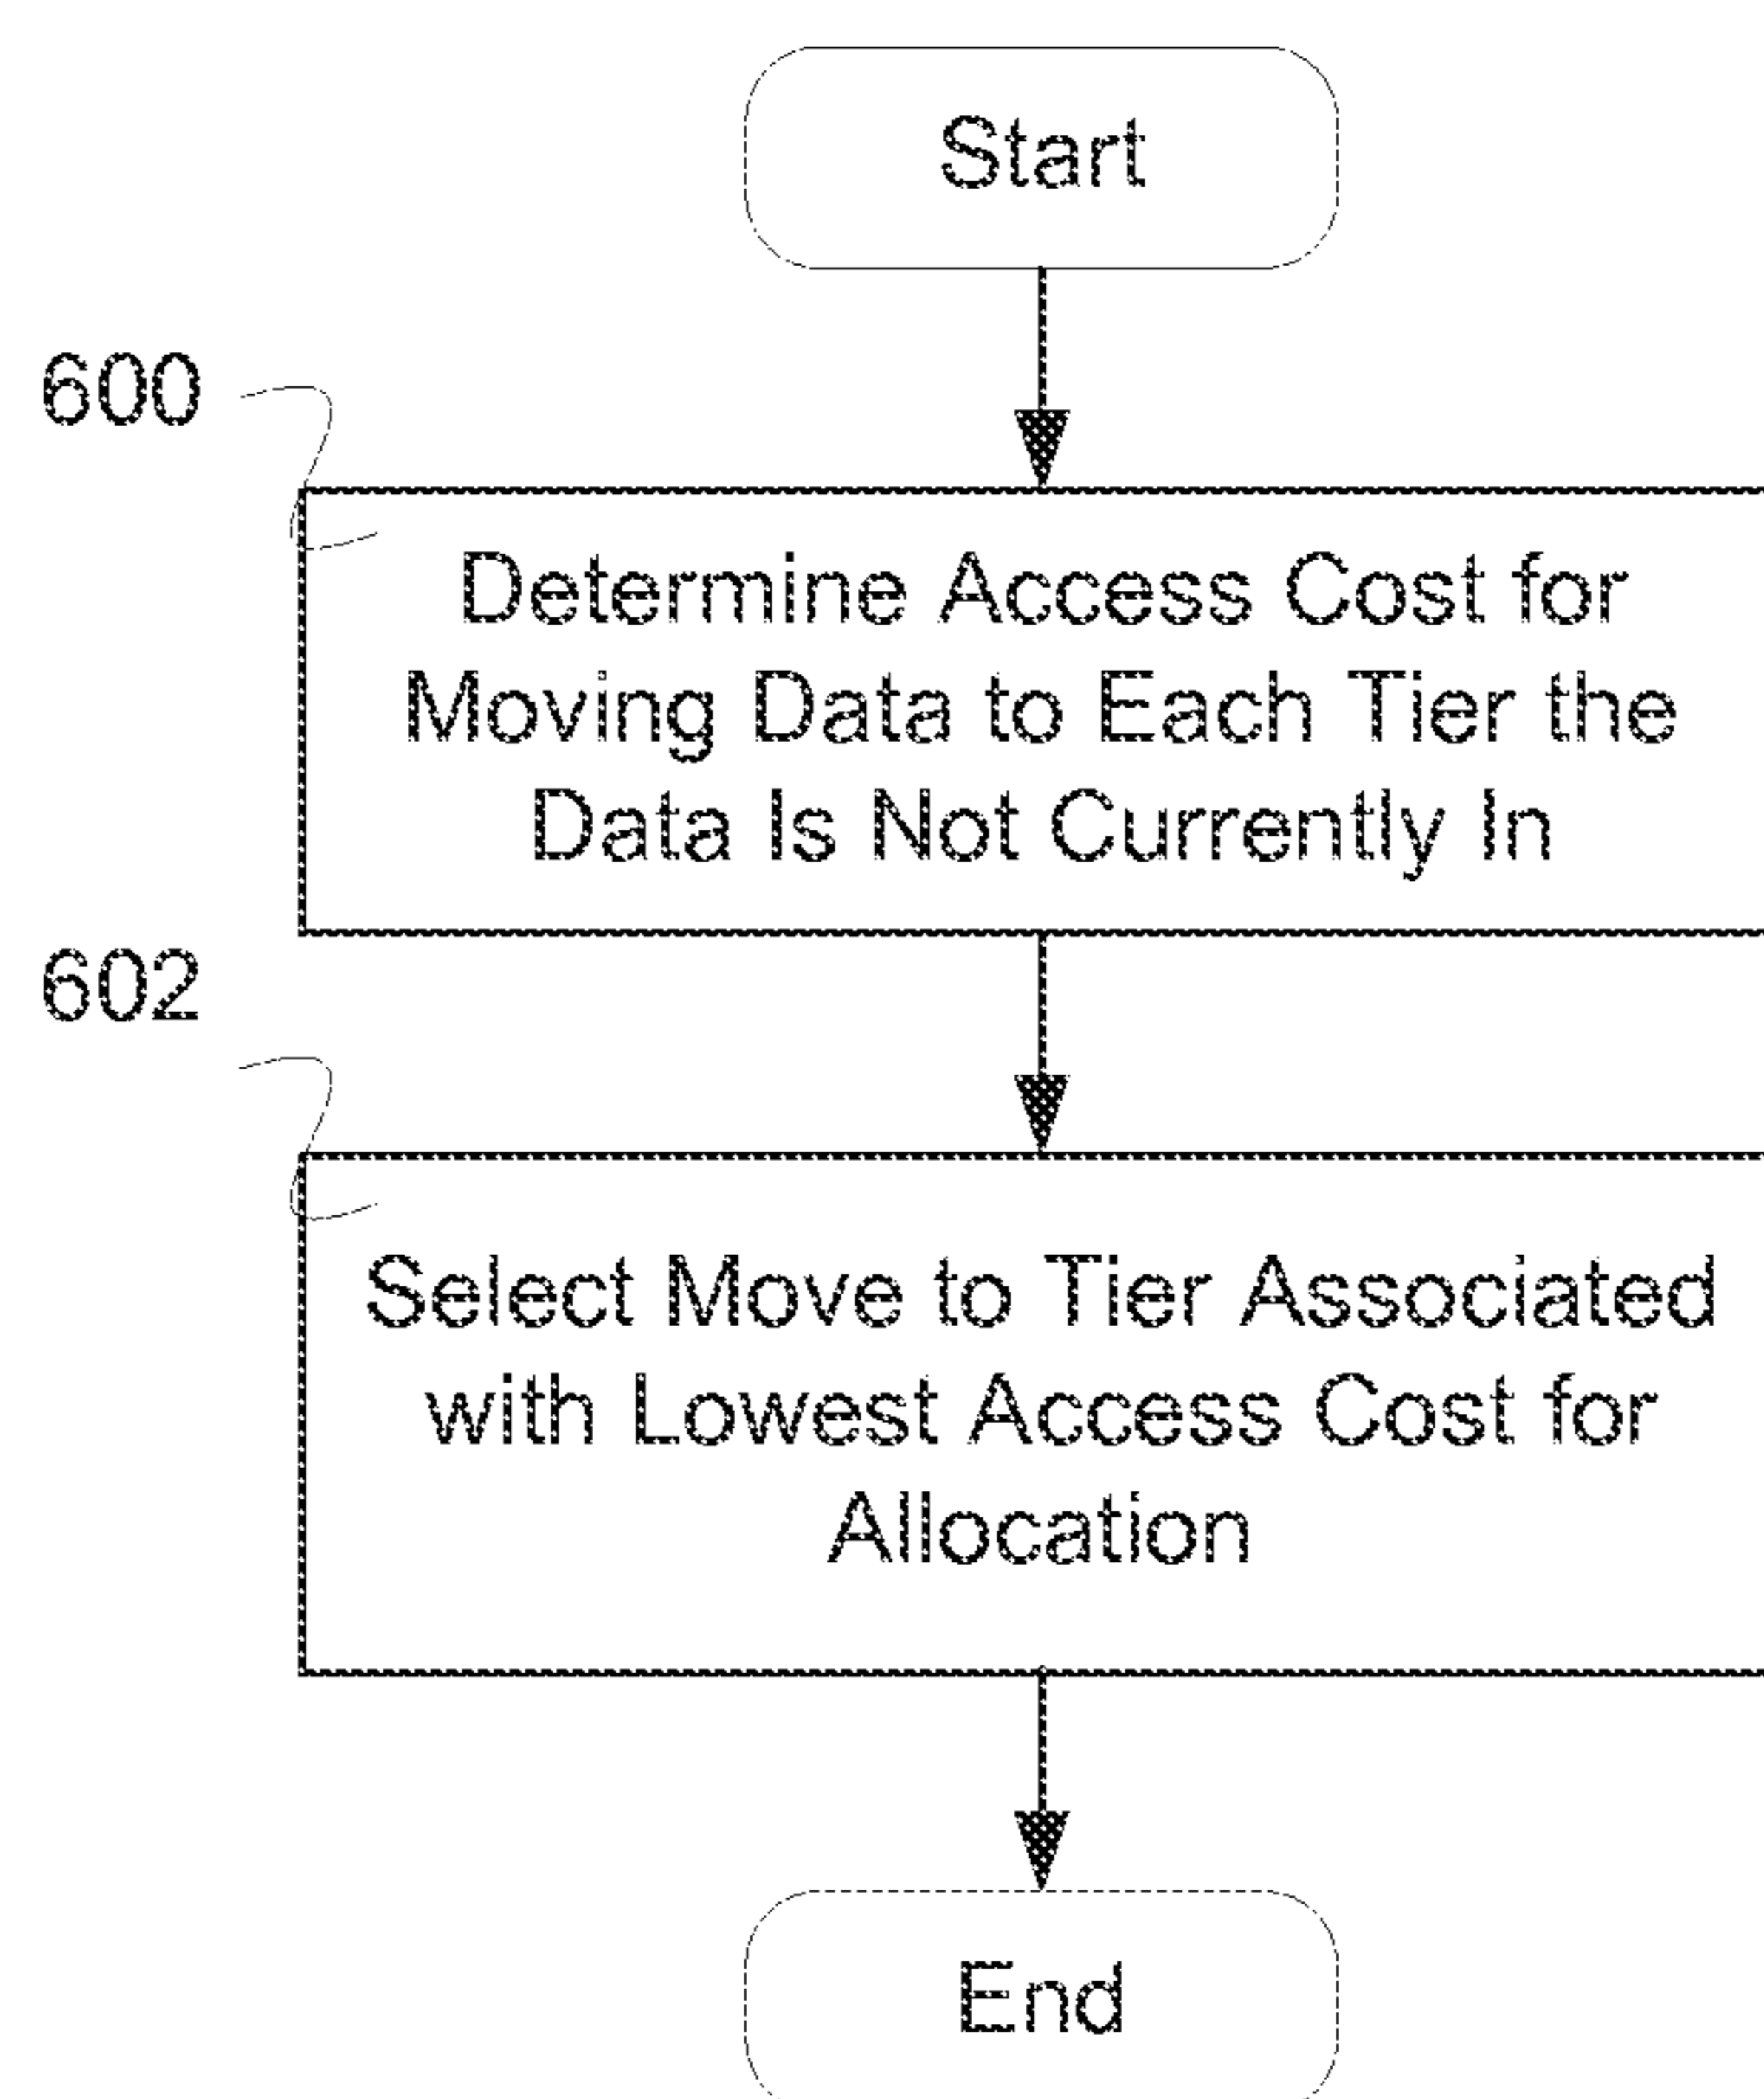 Start
600
Determine Access Cost for
Moving Data to Each Tier the
Data Is Not Currently In
602
Select Move to Tier Associated
with Lowest Access Cost for
Allocation
End